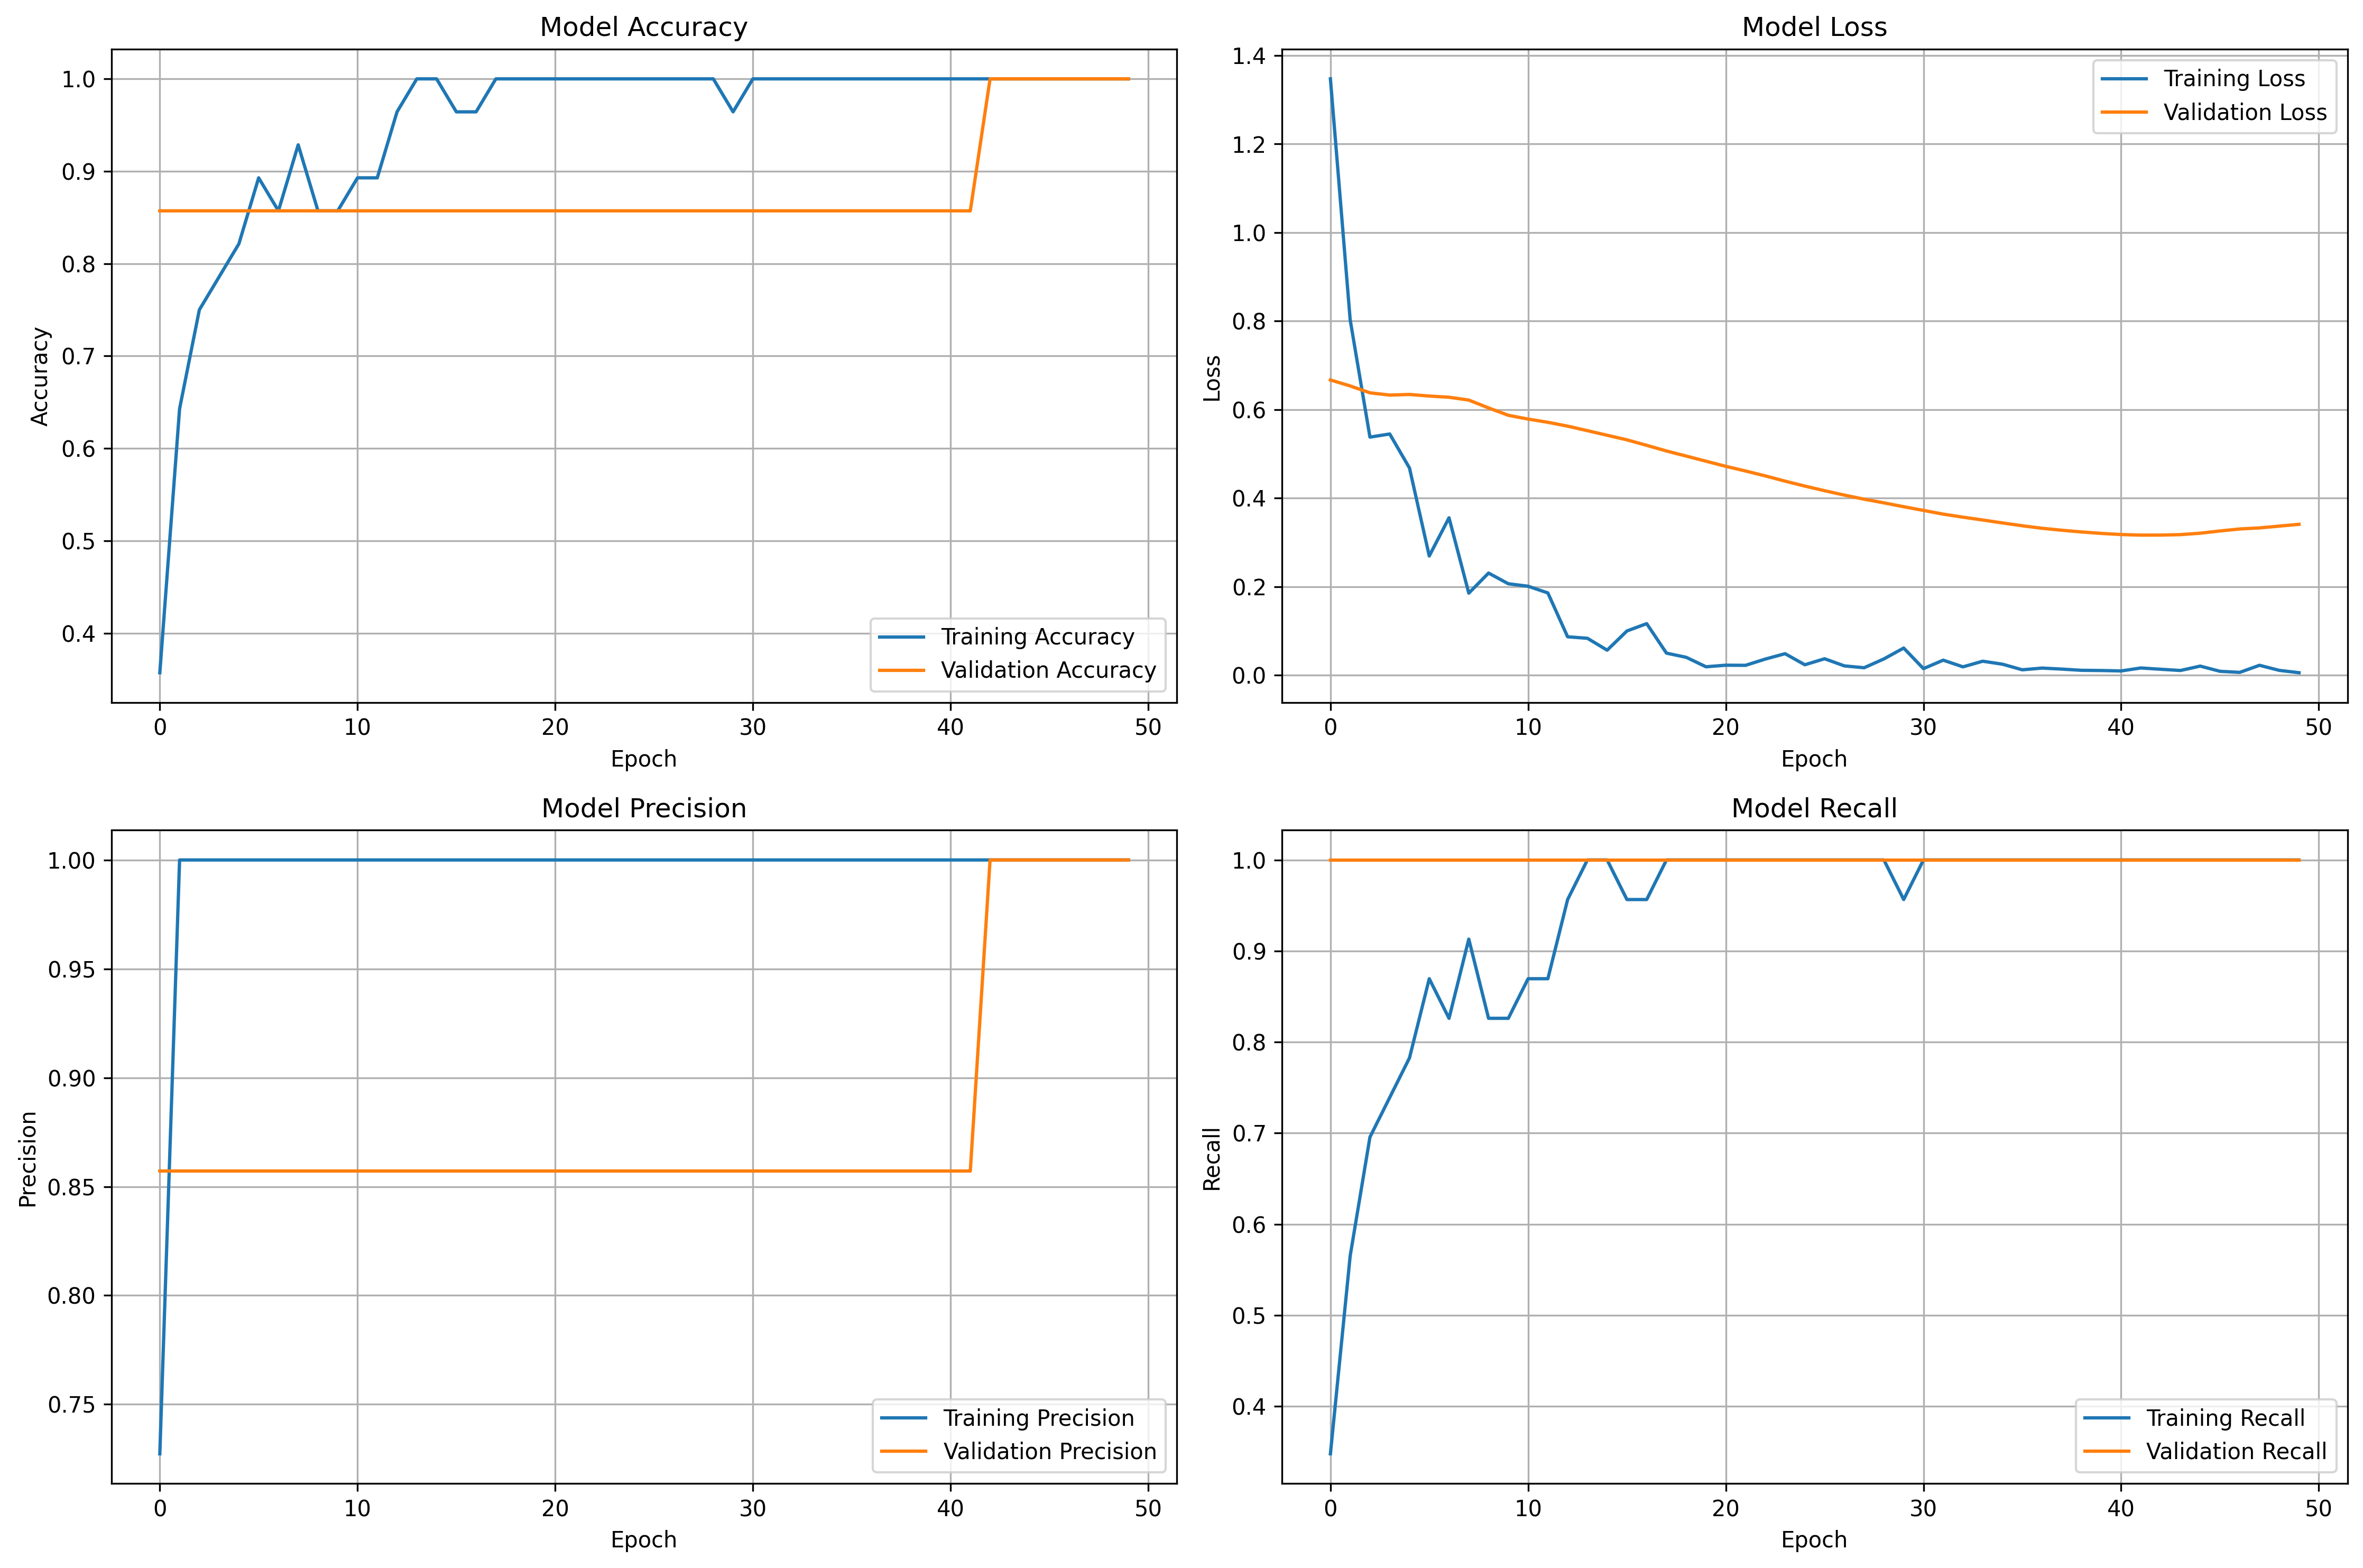 Model Accuracy
1.0
0.9
0.8
0.7
0.6
0.5
0.4
Accuracy
Training Accuracy
Validation Accuracy
0 10 20 30 40 50
Epoch
Model Loss
1.4
1.2
1.0
0.8
0.6
0.4
0.2
0.0
Loss
Training Loss
Validation Loss
0 10 20 30 40 50
Epoch
Model Precision
1.00
0.95
0.90
0.85
0.80
0.75
Precision
Training Precision
Validation Precision
0 10 20 30 40 50
Epoch
Model Recall
1.0
0.9
0.8
0.7
0.6
0.5
0.4
Recall
Training Recall
Validation Recall
0 10 20 30 40 50
Epoch